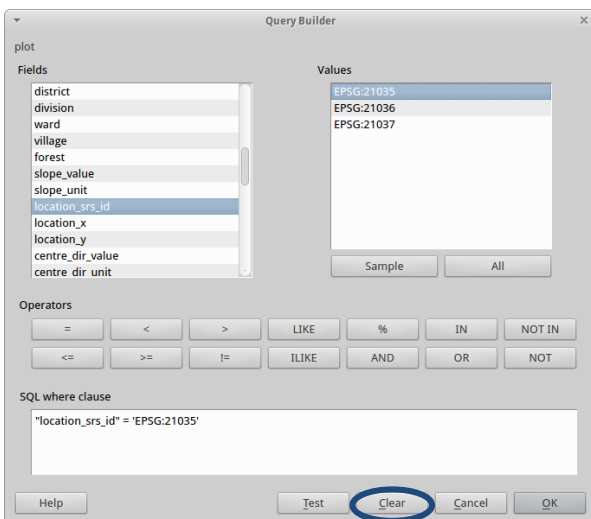 Query Builder
plot
Fields
district
division
ward
village
forest
slope_value
slope_unit
location_srs_id
location_x
location_y
centre_dir_value
centre_dir_unit
Values
EPSG:21035
EPSG:21036
EPSG:21037
Sample All
Operators
= < > LIKE % IN NOT IN
<= >= != ILIKE AND OR NOT
SQL where clause
"location_srs_id" = 'EPSG:21035'
Help Test Clear Cancel OK